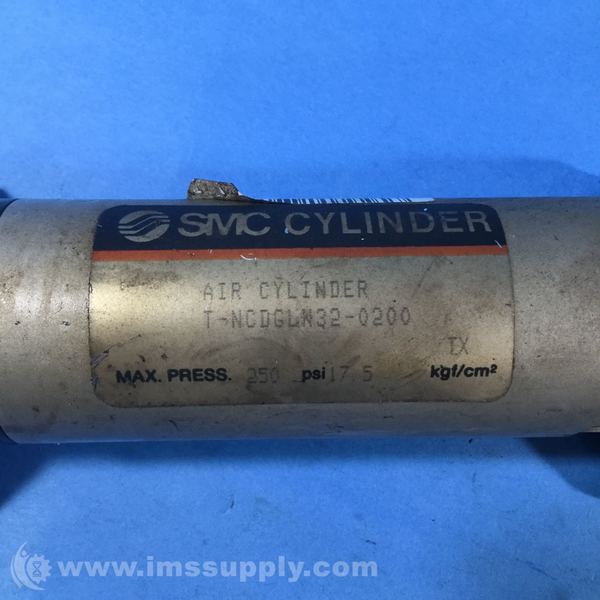 SMC CYLINDER
AIR CYLINDER
T-NCDGLN32-0200
TX
MAX. PRESS. 250 psi 17.5 kgf/cm²
www.imssupply.com